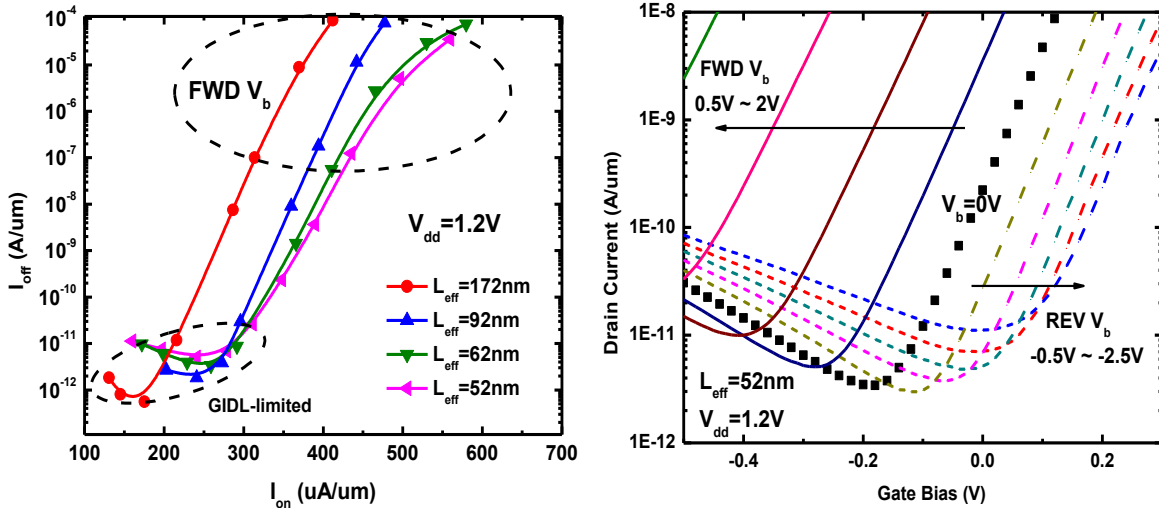 10⁻⁴
10⁻⁵
10⁻⁶
10⁻⁷
10⁻⁸
10⁻⁹
10⁻¹⁰
10⁻¹¹
10⁻¹²
I_off (A/um)
FWD V_b
V_dd=1.2V
L_eff=172nm
L_eff=92nm
L_eff=62nm
L_eff=52nm
GIDL-limited
100 200 300 400 500 600 700
I_on (uA/um)
1E-8
1E-9
1E-10
1E-11
1E-12
Drain Current (A/um)
FWD V_b
0.5V ~ 2V
V_b=0V
REV V_b
-0.5V ~ -2.5V
L_eff=52nm
V_dd=1.2V
-0.4 -0.2 0.0 0.2
Gate Bias (V)